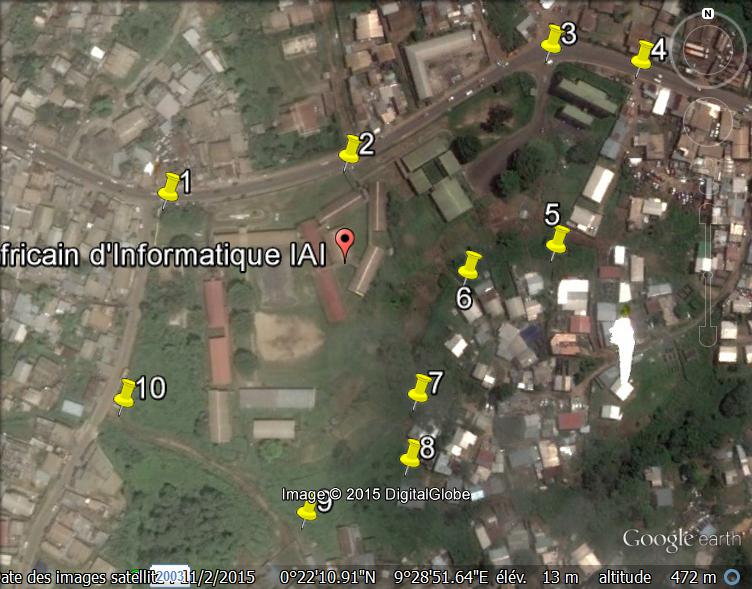 N
3
4
2
1
5
fricain d'Informatique IAI
6
7
10
8
Image © 2015 DigitalGlobe
9
Google earth
ate des images satellite : 11/2/2015 2003 0°22'10.91"N 9°28'51.64"E élév. 13 m altitude 472 m